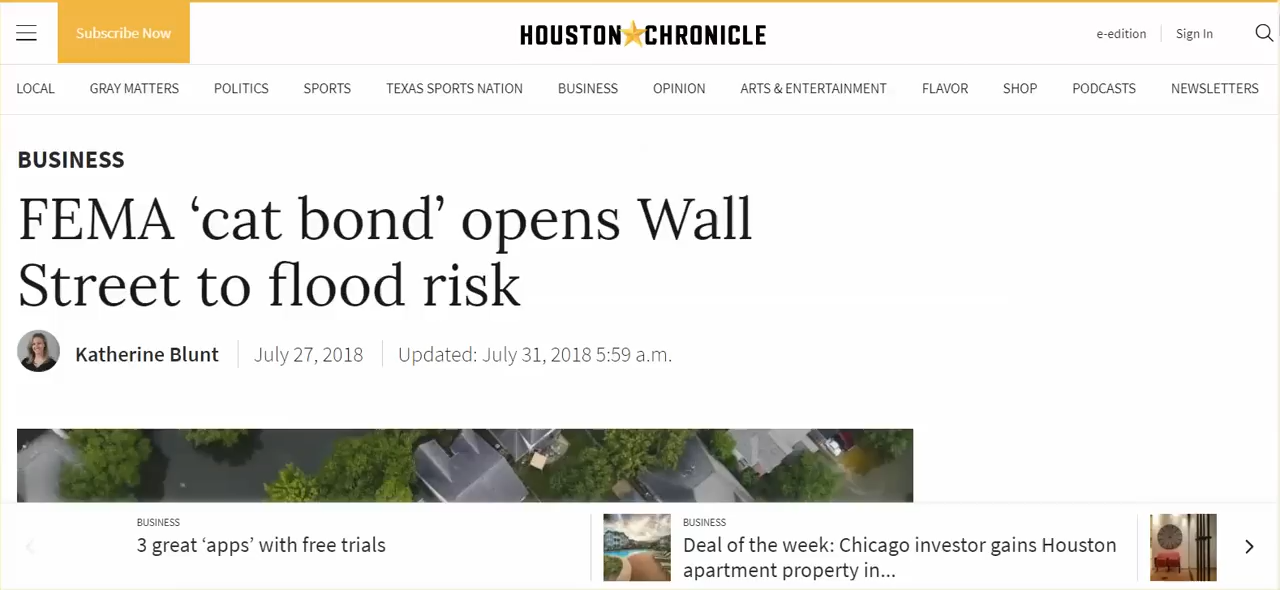 Subscribe Now
HOUSTON CHRONICLE
e-edition
Sign In
LOCAL GRAY MATTERS POLITICS SPORTS TEXAS SPORTS NATION BUSINESS OPINION ARTS & ENTERTAINMENT FLAVOR SHOP PODCASTS NEWSLETTERS
BUSINESS
FEMA ‘cat bond’ opens Wall
Street to flood risk
Katherine Blunt July 27, 2018 Updated: July 31, 2018 5:59 a.m.
BUSINESS
3 great ‘apps’ with free trials
BUSINESS
Deal of the week: Chicago investor gains Houston
apartment property in...